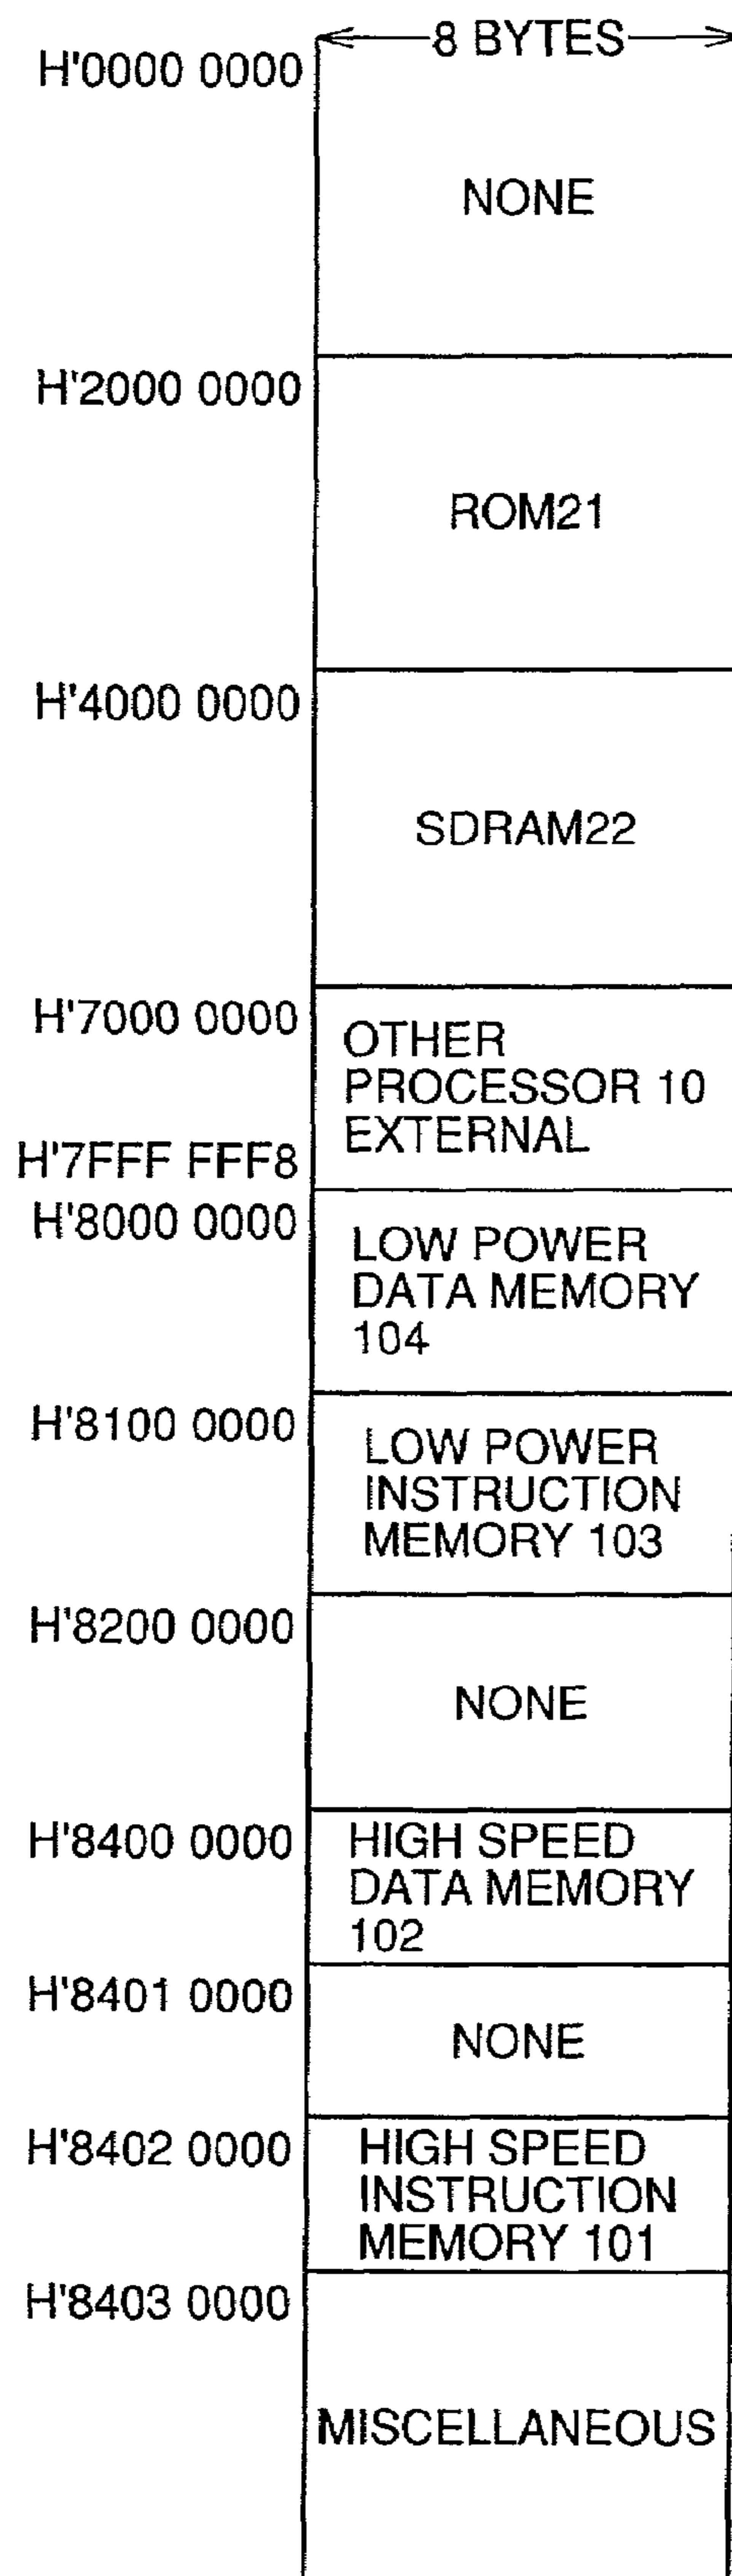 8 BYTES
H'0000 0000
NONE
H'2000 0000
ROM21
H'4000 0000
SDRAM22
H'7000 0000
OTHER
PROCESSOR 10
EXTERNAL
H'7FFF FFF8
H'8000 0000
LOW POWER
DATA MEMORY
104
H'8100 0000
LOW POWER
INSTRUCTION
MEMORY 103
H'8200 0000
NONE
H'8400 0000
HIGH SPEED
DATA MEMORY
102
H'8401 0000
NONE
H'8402 0000
HIGH SPEED
INSTRUCTION
MEMORY 101
H'8403 0000
MISCELLANEOUS